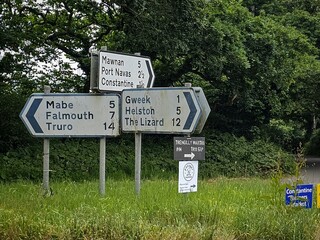 Mawnan 5
Port Navas 2½
Constantine
Mabe 5
Falmouth 7
Truro 14
Gweek 1
Helston 5
The Lizard 12
Constantine